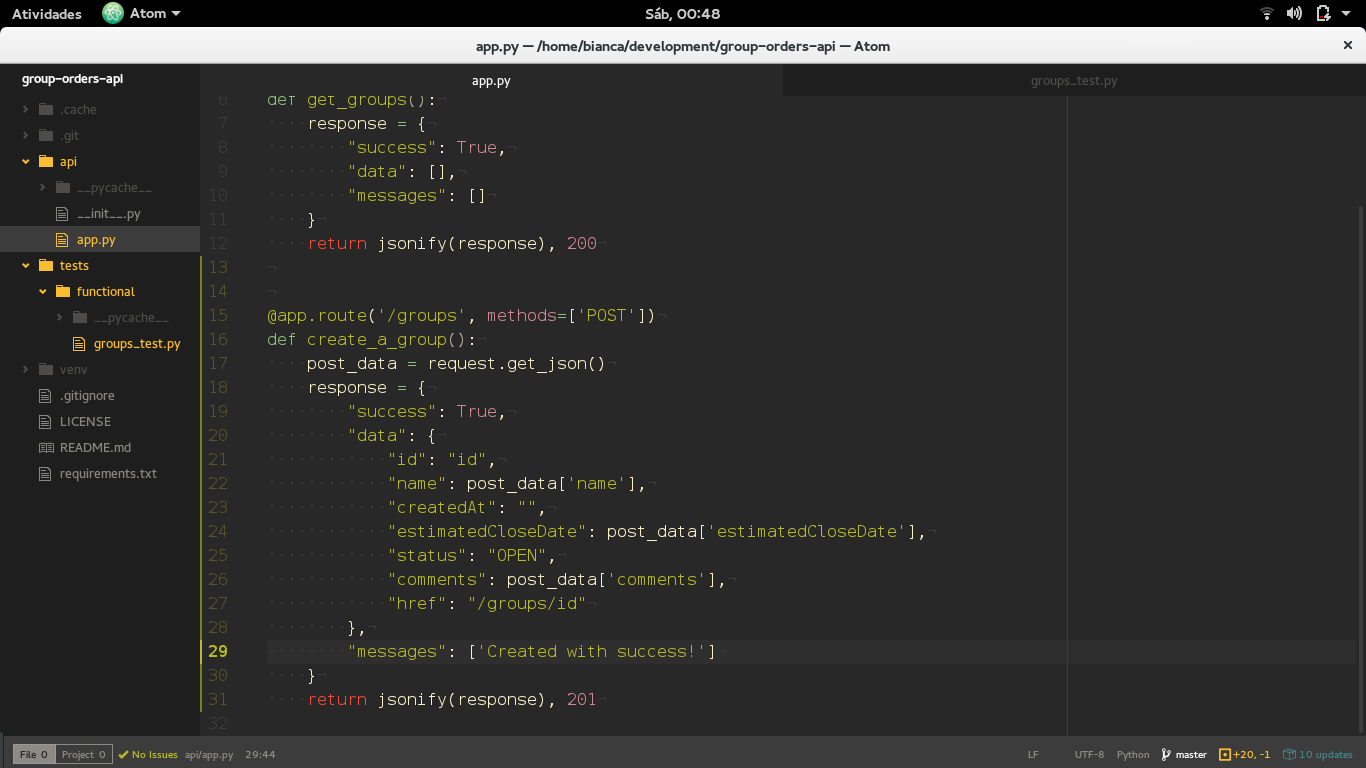 Atividades Atom Sáb, 00:48
app.py — /home/bianca/development/group-orders-api — Atom ×
group-orders-api
.cache
.git
api
__pycache__
__init__.py
app.py
tests
functional
__pycache__
groups_test.py
venv
.gitignore
LICENSE
README.md
requirements.txt
app.py groups_test.py
6 def get_groups():
7 response = {
8 "success": True,
9 "data": [],
10 "messages": []
11 }
12 return jsonify(response), 200
13
14
15 @app.route('/groups', methods=['POST'])
16 def create_a_group():
17 post_data = request.get_json()
18 response = {
19 "success": True,
20 "data": {
21 "id": "id",
22 "name": post_data['name'],
23 "createdAt": "",
24 "estimatedCloseDate": post_data['estimatedCloseDate'],
25 "status": "OPEN",
26 "comments": post_data['comments'],
27 "href": "/groups/id"
28 },
29 "messages": ['Created with success!']
30 }
31 return jsonify(response), 201
32
File 0 Project 0 No Issues api/app.py 29:44 LF UTF-8 Python master +20, -1 10 updates